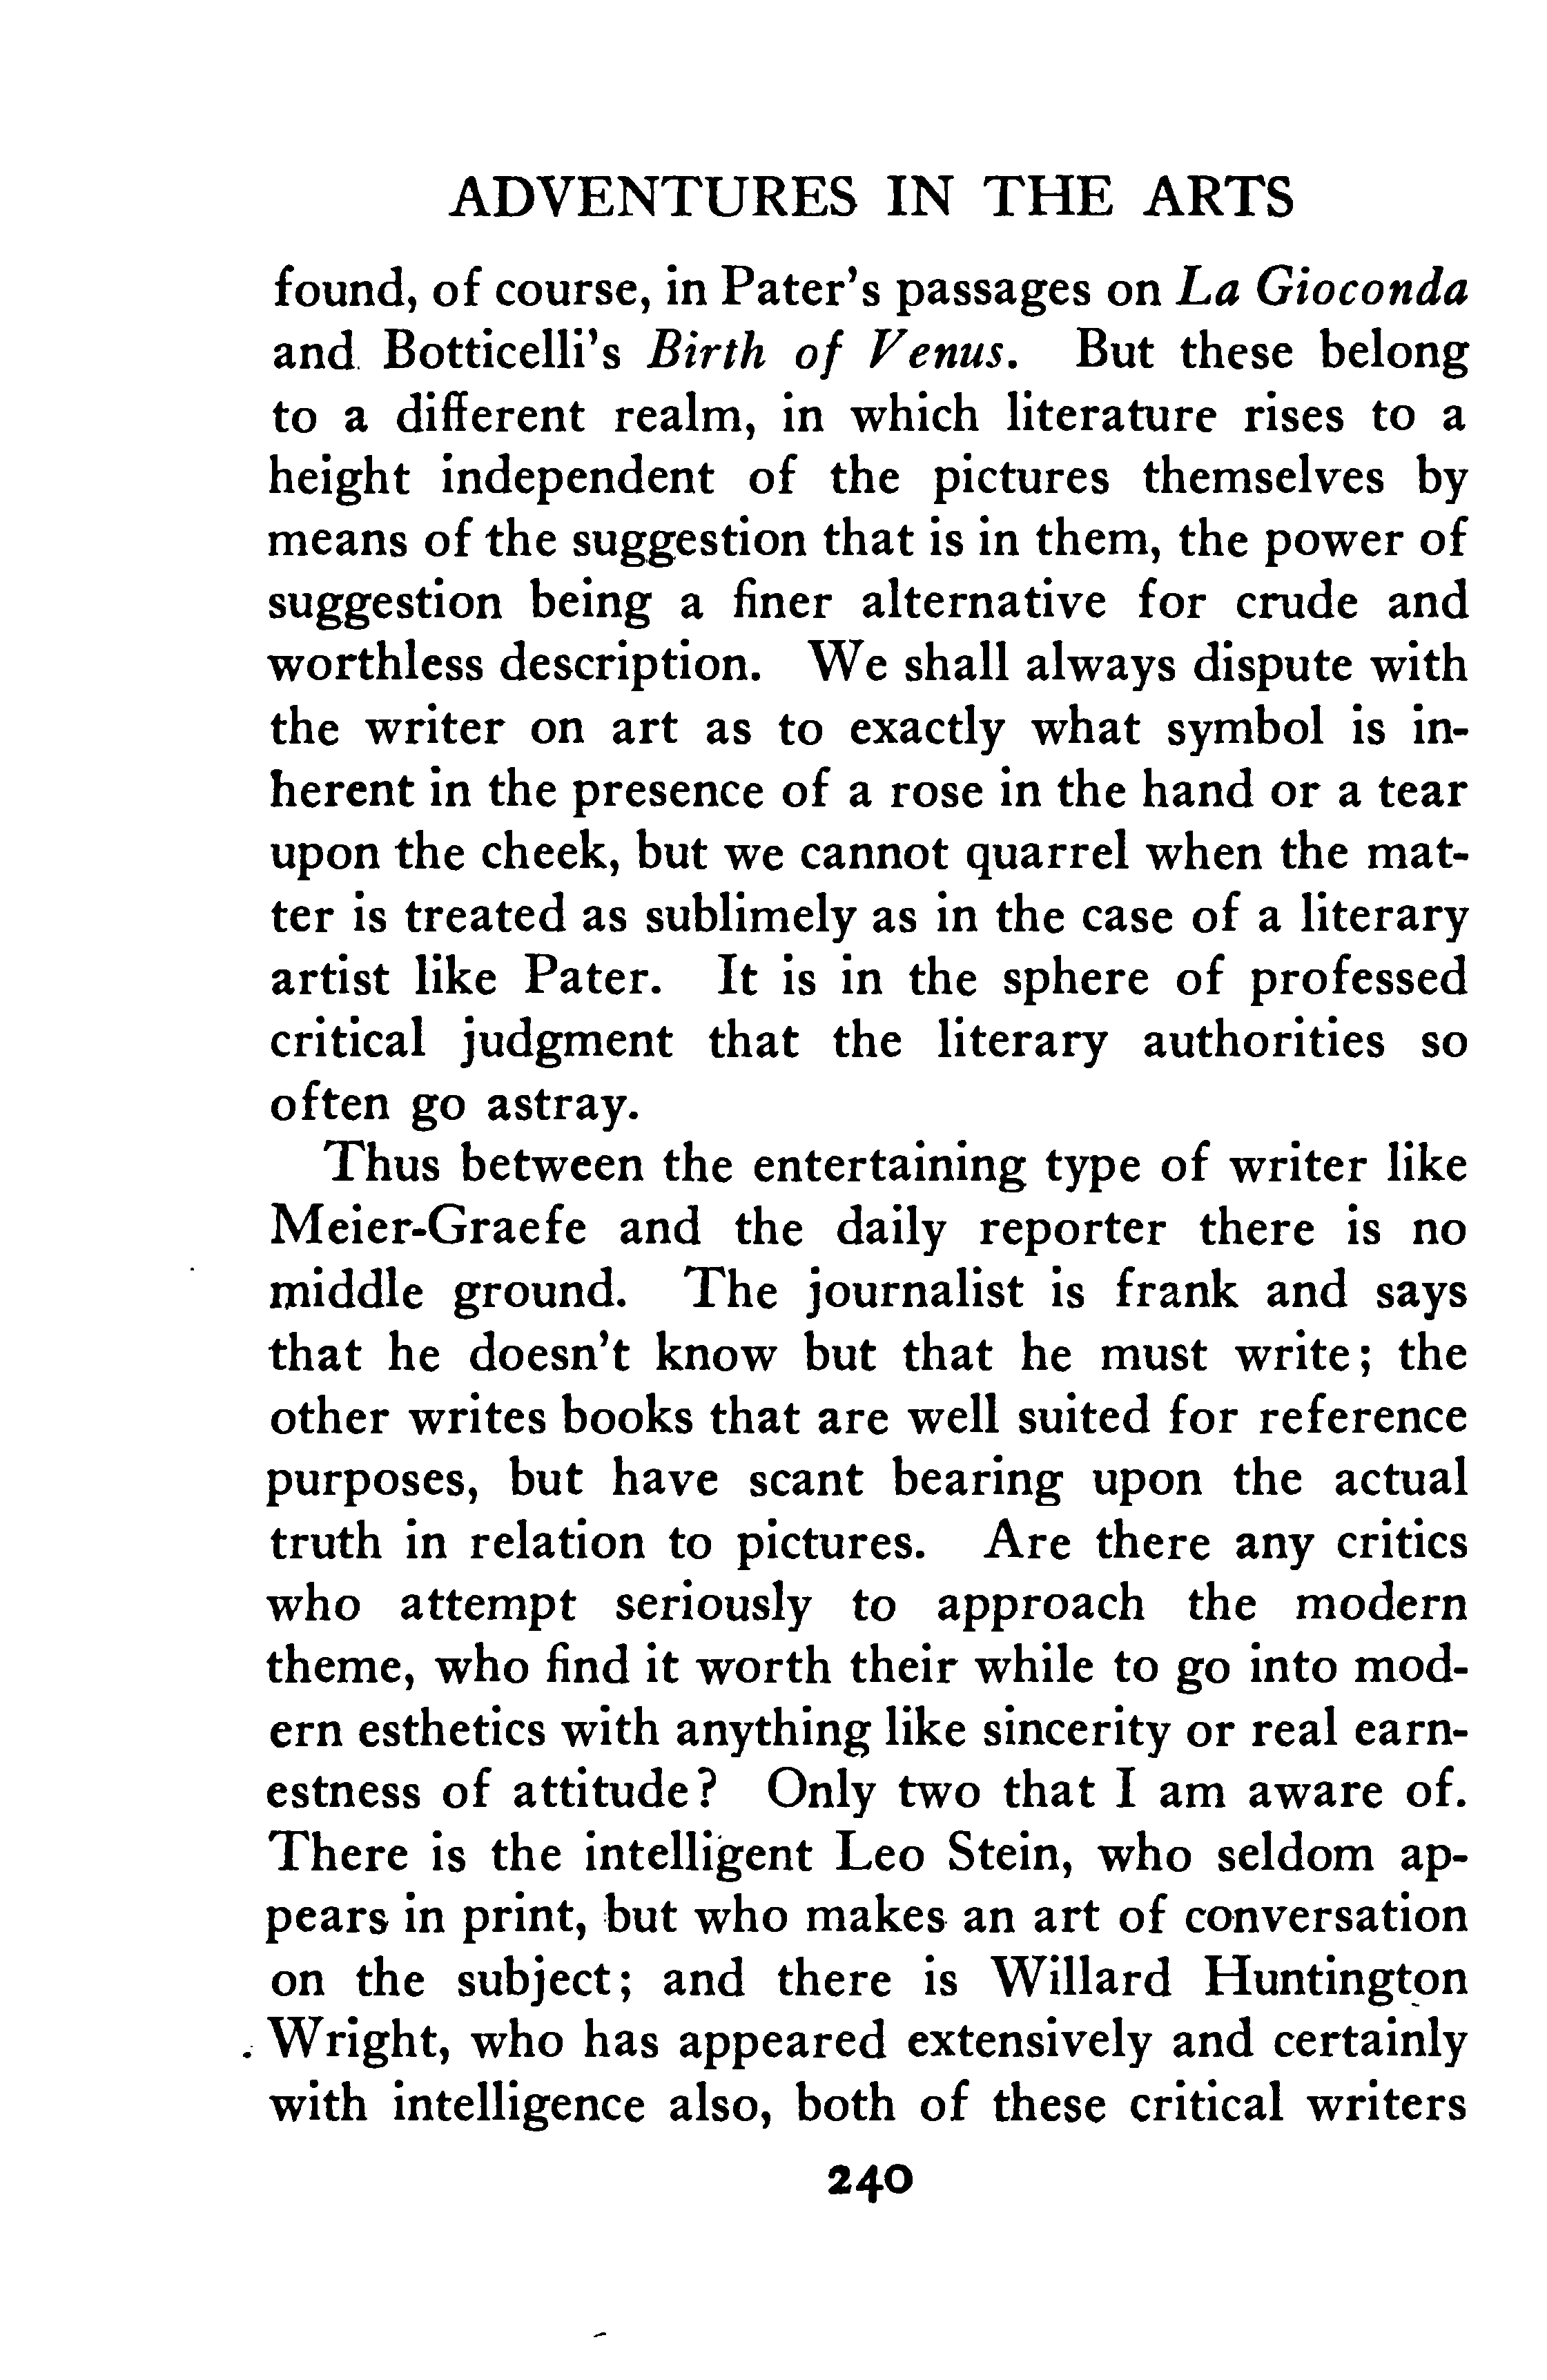 ADVENTURES IN THE ARTS
found, of course, in Pater's passages on La Gioconda
and Botticelli's Birth of Venus. But these belong
to a different realm, in which literature rises to a
height independent of the pictures themselves by
means of the suggestion that is in them, the power of
suggestion being a finer alternative for crude and
worthless description. We shall always dispute with
the writer on art as to exactly what symbol is in-
herent in the presence of a rose in the hand or a tear
upon the cheek, but we cannot quarrel when the mat-
ter is treated as sublimely as in the case of a literary
artist like Pater. It is in the sphere of professed
critical judgment that the literary authorities so
often go astray.
Thus between the entertaining type of writer like
Meier-Graefe and the daily reporter there is no
middle ground. The journalist is frank and says
that he doesn't know but that he must write; the
other writes books that are well suited for reference
purposes, but have scant bearing upon the actual
truth in relation to pictures. Are there any critics
who attempt seriously to approach the modern
theme, who find it worth their while to go into mod-
ern esthetics with anything like sincerity or real earn-
estness of attitude? Only two that I am aware of.
There is the intelligent Leo Stein, who seldom ap-
pears in print, but who makes an art of conversation
on the subject; and there is Willard Huntington
Wright, who has appeared extensively and certainly
with intelligence also, both of these critical writers
240